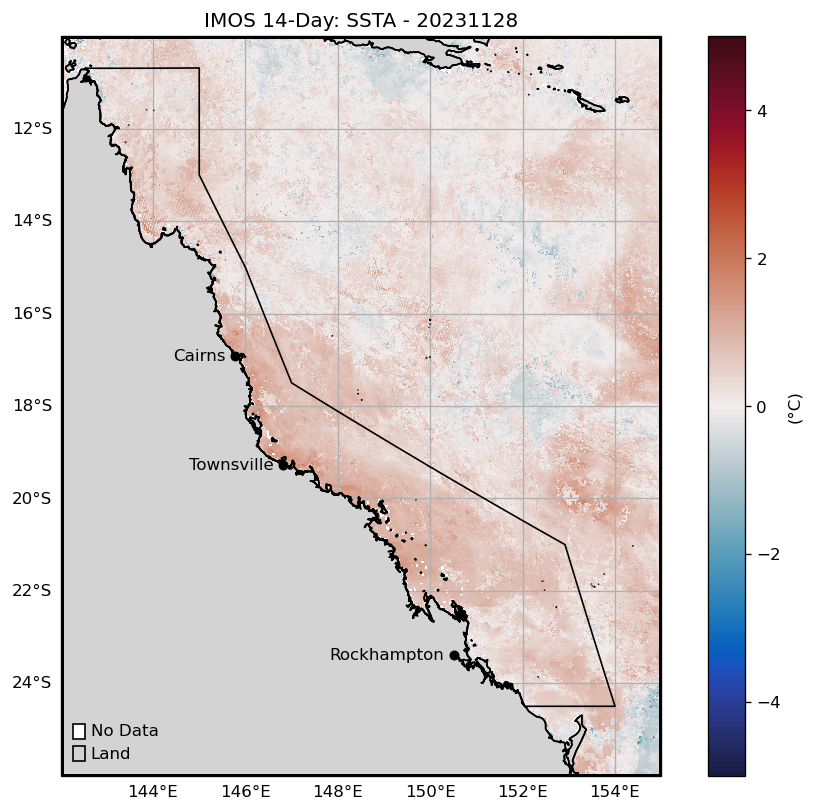 IMOS 14-Day: SSTA - 20231128
12°S
14°S
16°S
18°S
20°S
22°S
24°S
Cairns
Townsville
Rockhampton
No Data
Land
144°E 146°E 148°E 150°E 152°E 154°E
4
2
0
−2
−4
(°C)